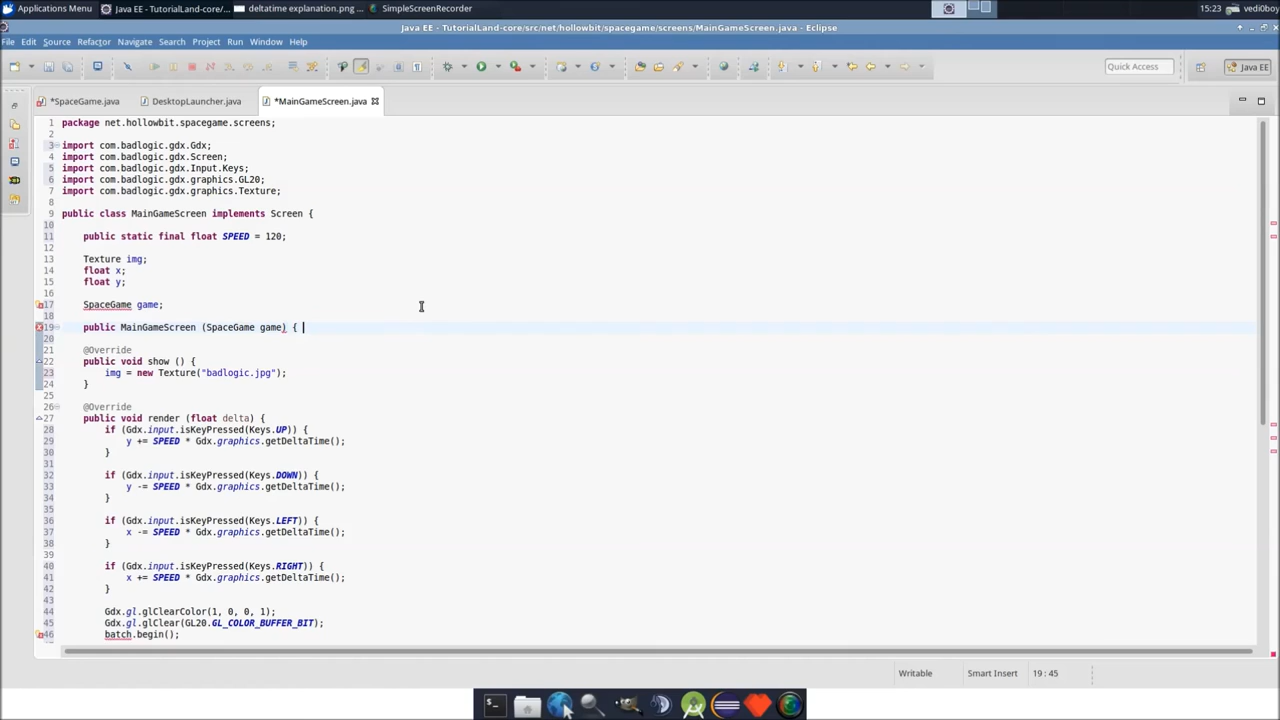 Applications Menu
Java EE - TutorialLand-core/...
deltatime explanation.png ...
SimpleScreenRecorder
15:23
vedi0boy
Java EE - TutorialLand-core/src/net/hollowbit/spacegame/screens/MainGameScreen.java - Eclipse
File Edit Source Refactor Navigate Search Project Run Window Help
Quick Access
Java EE
*SpaceGame.java
DesktopLauncher.java
*MainGameScreen.java
1 package net.hollowbit.spacegame.screens;
2
3 import com.badlogic.gdx.Gdx;
4 import com.badlogic.gdx.Screen;
5 import com.badlogic.gdx.Input.Keys;
6 import com.badlogic.gdx.graphics.GL20;
7 import com.badlogic.gdx.graphics.Texture;
8
9 public class MainGameScreen implements Screen {
10
11 public static final float SPEED = 120;
12
13 Texture img;
14 float x;
15 float y;
16
17 SpaceGame game;
18
19 public MainGameScreen (SpaceGame game) {
20
21 @Override
22 public void show () {
23 img = new Texture("badlogic.jpg");
24 }
25
26 @Override
27 public void render (float delta) {
28 if (Gdx.input.isKeyPressed(Keys.UP)) {
29 y += SPEED * Gdx.graphics.getDeltaTime();
30 }
31
32 if (Gdx.input.isKeyPressed(Keys.DOWN)) {
33 y -= SPEED * Gdx.graphics.getDeltaTime();
34 }
35
36 if (Gdx.input.isKeyPressed(Keys.LEFT)) {
37 x -= SPEED * Gdx.graphics.getDeltaTime();
38 }
39
40 if (Gdx.input.isKeyPressed(Keys.RIGHT)) {
41 x += SPEED * Gdx.graphics.getDeltaTime();
42 }
43
44 Gdx.gl.glClearColor(1, 0, 0, 1);
45 Gdx.gl.glClear(GL20.GL_COLOR_BUFFER_BIT);
46 batch.begin();
Writable
Smart Insert
19 : 45